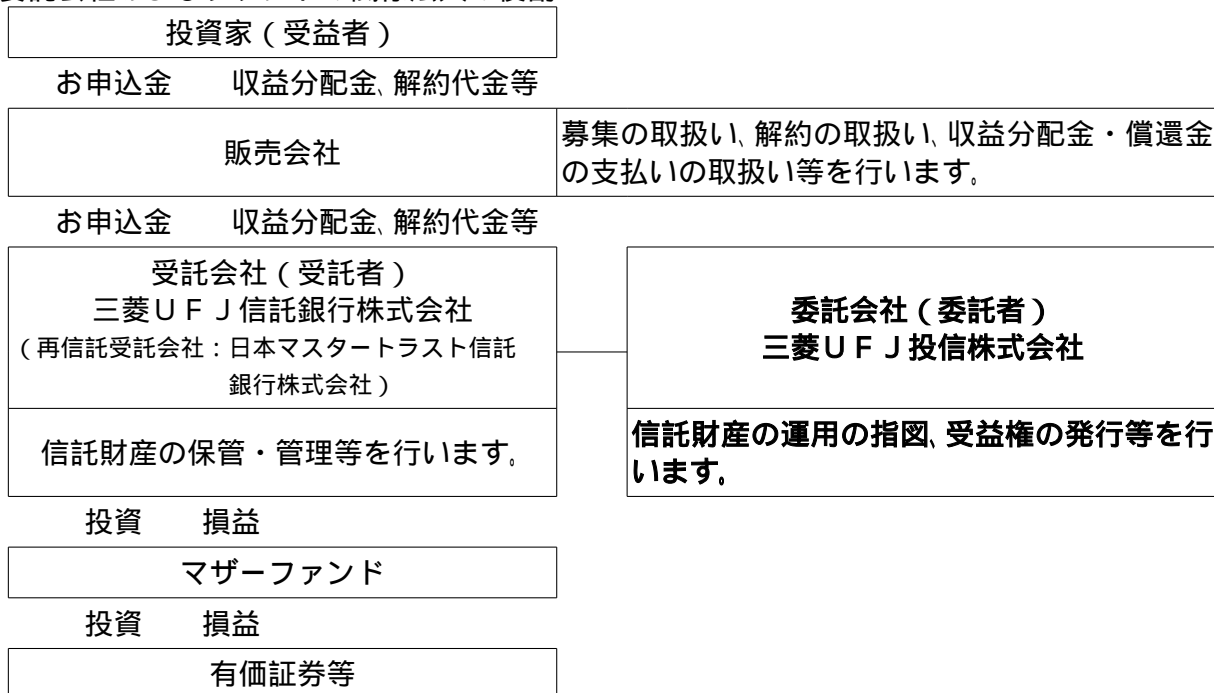 投資家(受益者)
お申込金　収益分配金、解約代金等
販売会社
募集の取扱い、解約の取扱い、収益分配金・償還金
の支払いの取扱い等を行います。
お申込金　収益分配金、解約代金等
受託会社(受託者)
三菱UFJ信託銀行株式会社
(再信託受託会社:日本マスタートラスト信託
銀行株式会社)
委託会社(委託者)
三菱UFJ投信株式会社
信託財産の保管・管理等を行います。
信託財産の運用の指図、受益権の発行等を行
います。
投資　損益
マザーファンド
投資　損益
有価証券等